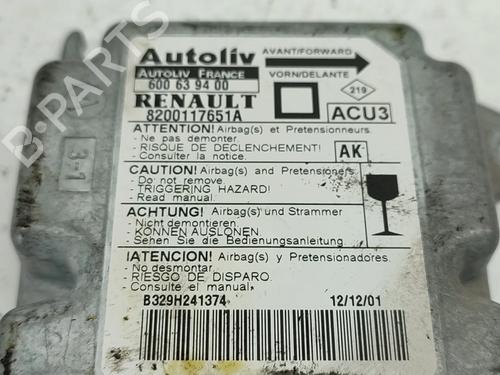 Autoliv
AVANT/FORWARD
AUTOLIV FRANCE
600 63 94 00
VORN/DELANTE
219
RENAULT
8200117651A
ACU3
ATTENTION! Airbag(s) et Pretensionneurs.
- Ne pas demonter.
- RISQUE DE DECLENCHEMENT!
- Consulter la notice.
AK
CAUTION! Airbag(s) and Pretensioners
- Do not remove
- TRIGGERING HAZARD!
- Read manual.
ACHTUNG! Airbag(s) und Strammer
- Nicht demontieren.
- KÖNNEN AUSLÖSEN.
- Sehen Sie die Bedienungsanleitung
¡ATENCION! Airbag(s) y Pretensionadores.
- No desmontar.
- RIESGO DE DISPARO.
- Consulte el manual
B329H241374
12/12/01
31
B-Parts